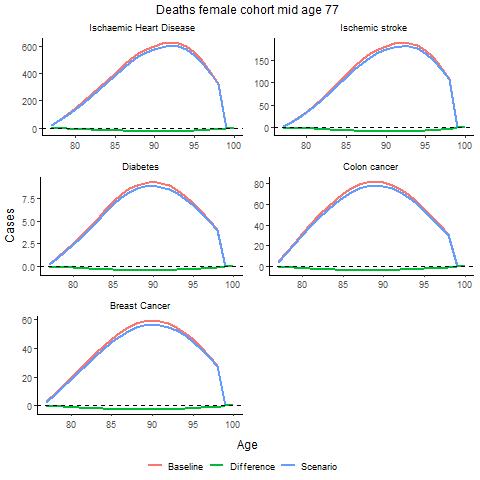 Deaths female cohort mid age 77
Ischaemic Heart Disease
Ischemic stroke
600
400
200
0
80 85 90 95 100
150
100
50
0
80 85 90 95 100
Diabetes
Colon cancer
7.5
5.0
2.5
0.0
80 85 90 95 100
80
60
40
20
0
80 85 90 95 100
Breast Cancer
60
40
20
0
80 85 90 95 100
Cases
Age
Baseline Difference Scenario